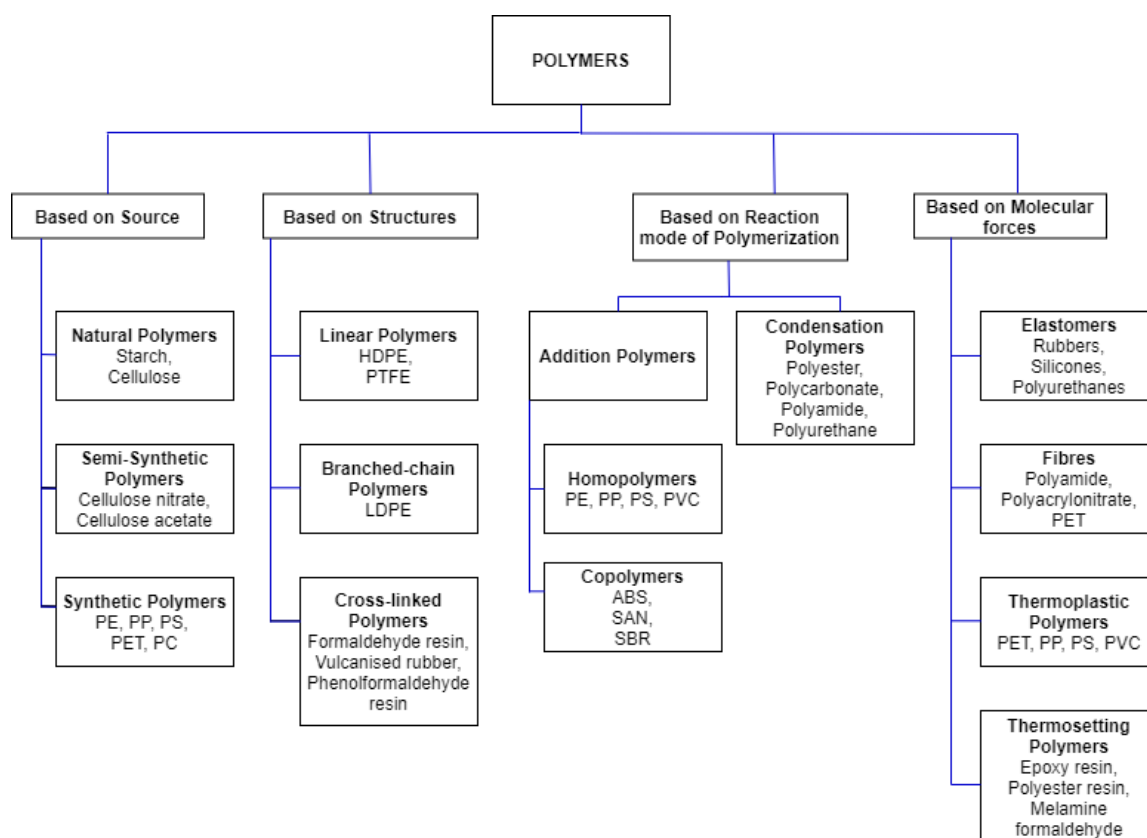 POLYMERS
Based on Source
Natural Polymers
Starch,
Cellulose
Semi-Synthetic
Polymers
Cellulose nitrate,
Cellulose acetate
Synthetic Polymers
PE, PP, PS,
PET, PC
Based on Structures
Linear Polymers
HDPE,
PTFE
Branched-chain
Polymers
LDPE
Cross-linked
Polymers
Formaldehyde resin,
Vulcanised rubber,
Phenolformaldehyde
resin
Based on Reaction
mode of Polymerization
Addition Polymers
Homopolymers
PE, PP, PS, PVC
Copolymers
ABS,
SAN,
SBR
Condensation
Polymers
Polyester,
Polycarbonate,
Polyamide,
Polyurethane
Based on Molecular
forces
Elastomers
Rubbers,
Silicones,
Polyurethanes
Fibres
Polyamide,
Polyacrylonitrate,
PET
Thermoplastic
Polymers
PET, PP, PS, PVC
Thermosetting
Polymers
Epoxy resin,
Polyester resin,
Melamine
formaldehyde